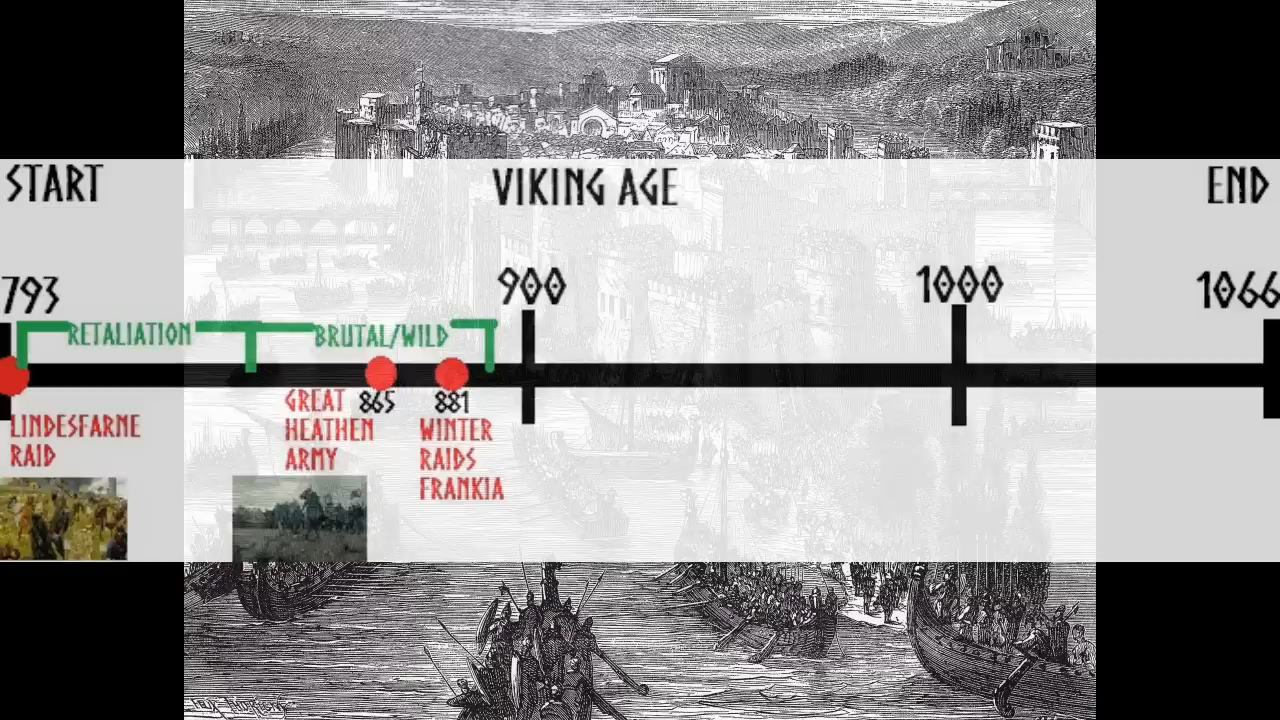 START
VIKING AGE
END
793
900
1000
1066
RETALIATION
BRUTAL/WILD
LINDESFARNE
RAID
GREAT
HEATHEN
ARMY
865
881
WINTER
RAIDS
FRANKIA